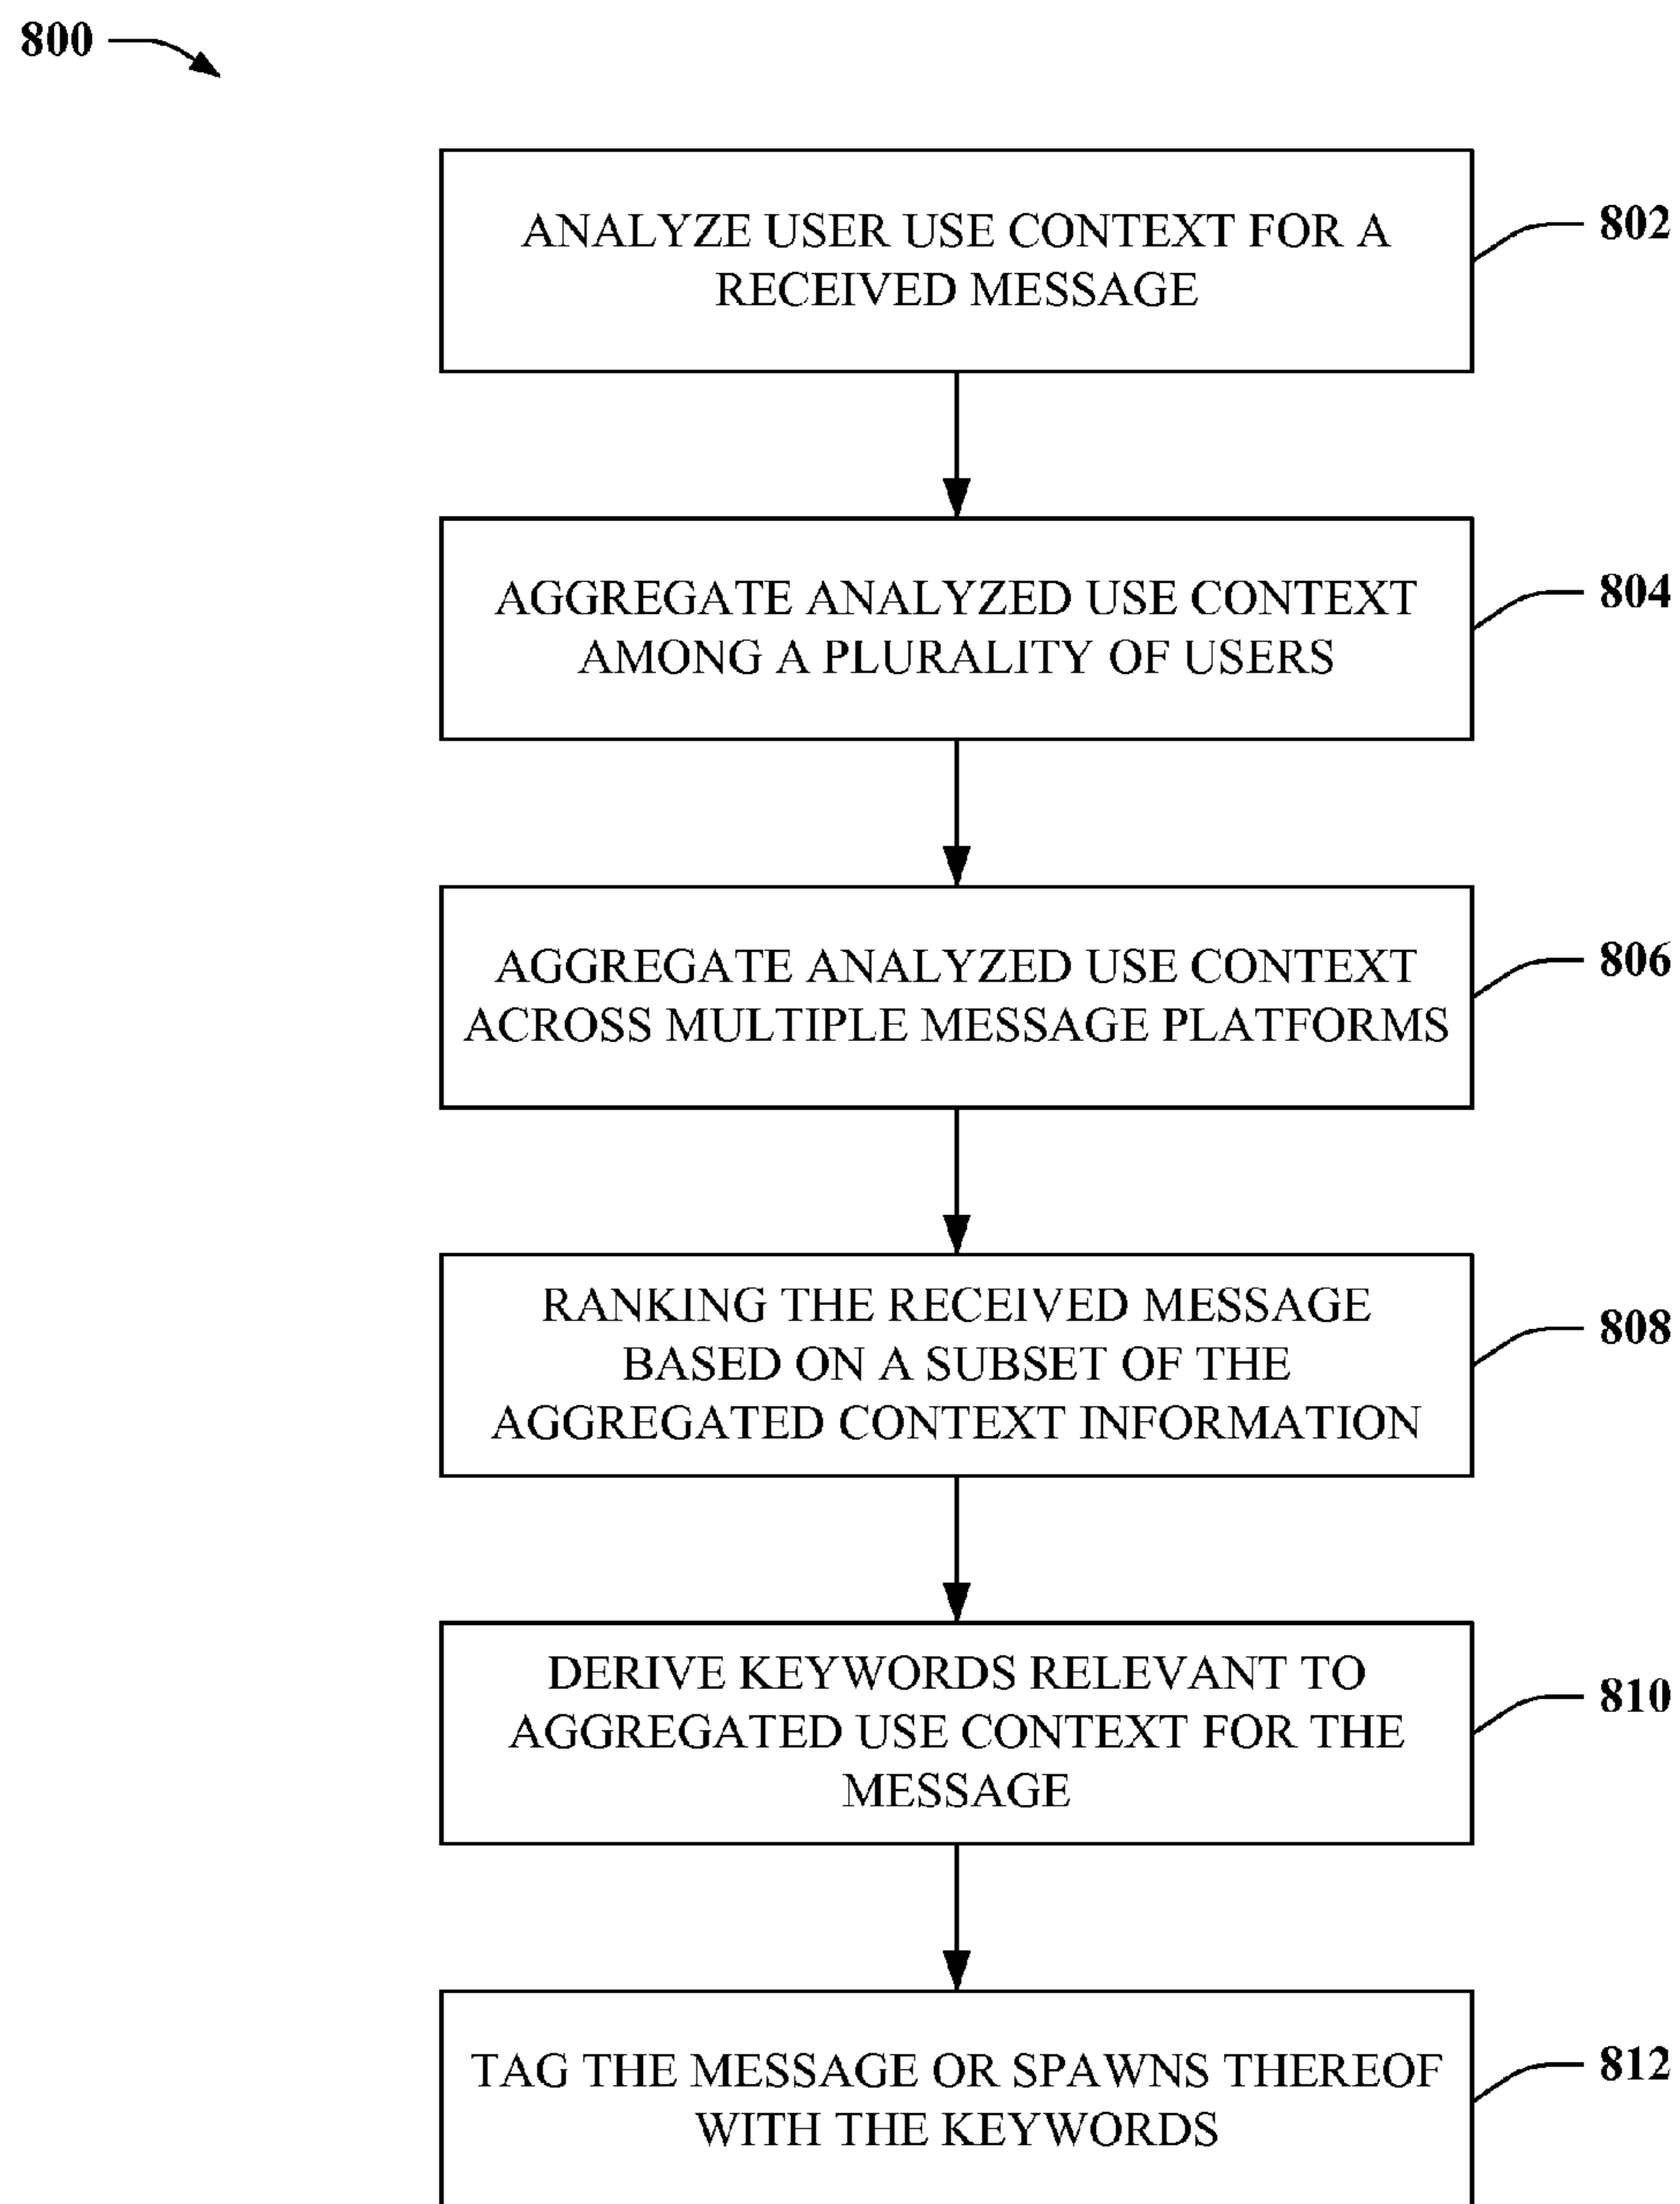 800
ANALYZE USER USE CONTEXT FOR A
RECEIVED MESSAGE
802
AGGREGATE ANALYZED USE CONTEXT
AMONG A PLURALITY OF USERS
804
AGGREGATE ANALYZED USE CONTEXT
ACROSS MULTIPLE MESSAGE PLATFORMS
806
RANKING THE RECEIVED MESSAGE
BASED ON A SUBSET OF THE
AGGREGATED CONTEXT INFORMATION
808
DERIVE KEYWORDS RELEVANT TO
AGGREGATED USE CONTEXT FOR THE
MESSAGE
810
TAG THE MESSAGE OR SPAWNS THEREOF
WITH THE KEYWORDS
812